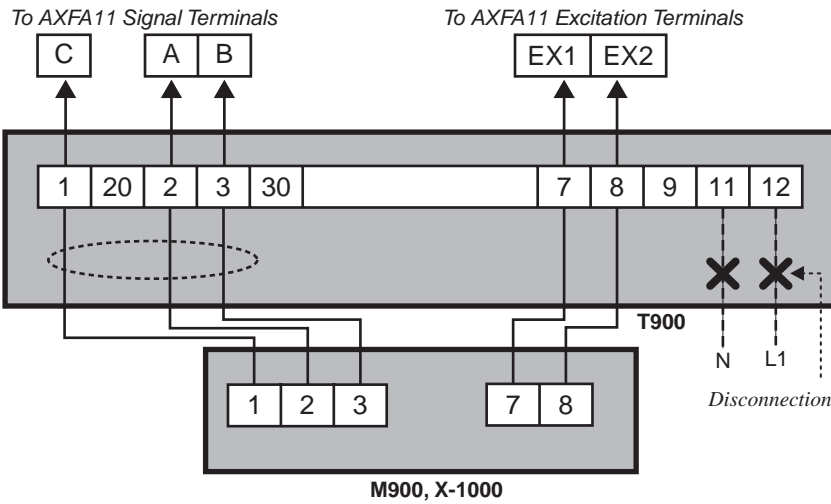 To AXFA11 Signal Terminals
To AXFA11 Excitation Terminals
C A B EX1 EX2
1 20 2 3 30 7 8 9 11 12
T900
N L1
1 2 3 7 8
Disconnection
M900, X-1000